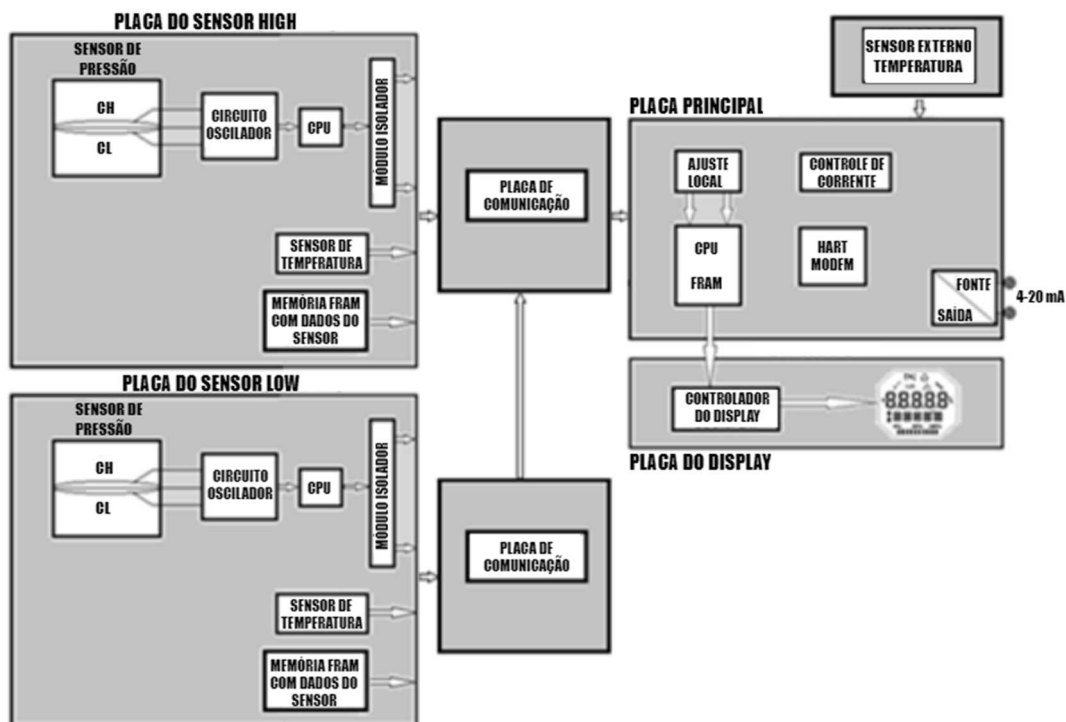 PLACA DO SENSOR HIGH
SENSOR DE
PRESSÃO
CH
CL
CIRCUITO
OSCILADOR
CPU
MÓDULO ISOLADOR
SENSOR DE
TEMPERATURA
MEMÓRIA FRAM
COM DADOS DO
SENSOR
PLACA DE
COMUNICAÇÃO
SENSOR EXTERNO
TEMPERATURA
PLACA PRINCIPAL
AJUSTE
LOCAL
CONTROLE DE
CORRENTE
CPU
FRAM
HART
MODEM
FONTE
SAÍDA
4-20 mA
CONTROLADOR
DO DISPLAY
88888
PLACA DO DISPLAY
PLACA DO SENSOR LOW
SENSOR DE
PRESSÃO
CH
CL
CIRCUITO
OSCILADOR
CPU
MÓDULO ISOLADOR
SENSOR DE
TEMPERATURA
MEMÓRIA FRAM
COM DADOS DO
SENSOR
PLACA DE
COMUNICAÇÃO